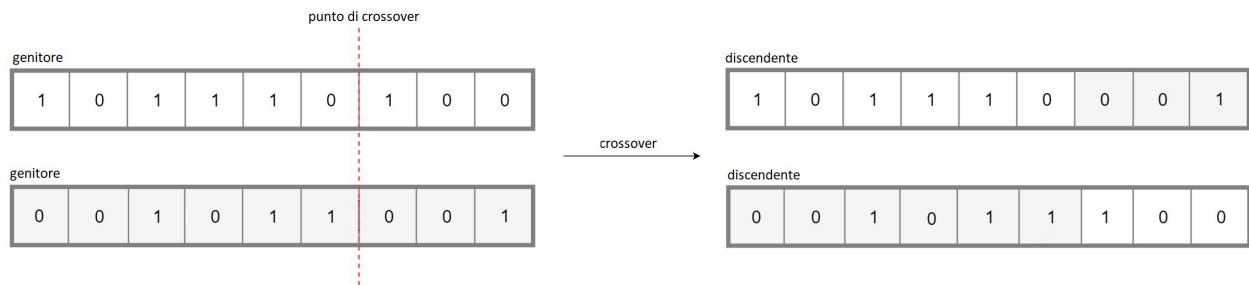 punto di crossover
genitore
1 0 1 1 1 0 1 0 0
genitore
0 0 1 0 1 1 0 0 1
crossover
discendente
1 0 1 1 1 0 0 0 1
discendente
0 0 1 0 1 1 1 0 0